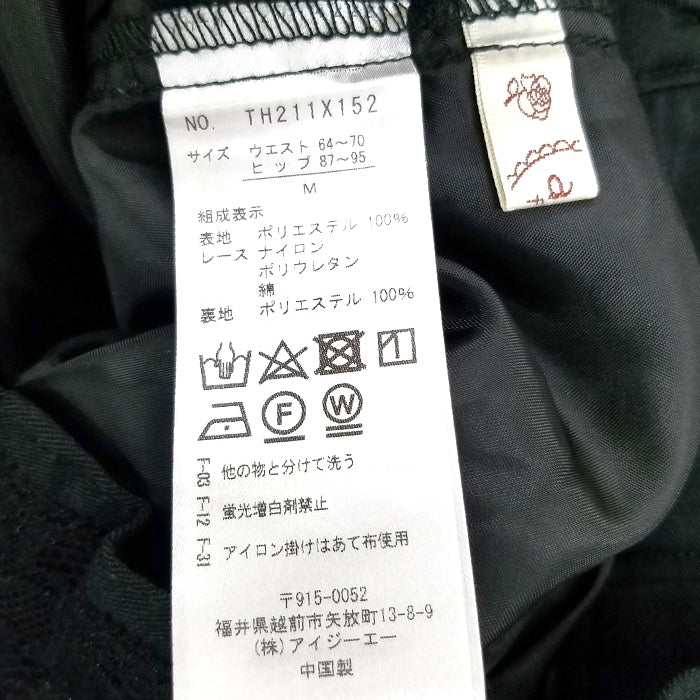 NO. TH211X152
サイズ ウエスト 64～70
ヒップ 87～95
M
組成表示
表地 ポリエステル 100%
レース ナイロン
ポリウレタン
綿
裏地 ポリエステル 100%
F
W
F-03 他の物と分けて洗う
F-12 蛍光増白剤禁止
F-31 アイロン掛けはあて布使用
〒915-0052
福井県越前市矢放町13-8-9
(株)アイジーエー
中国製